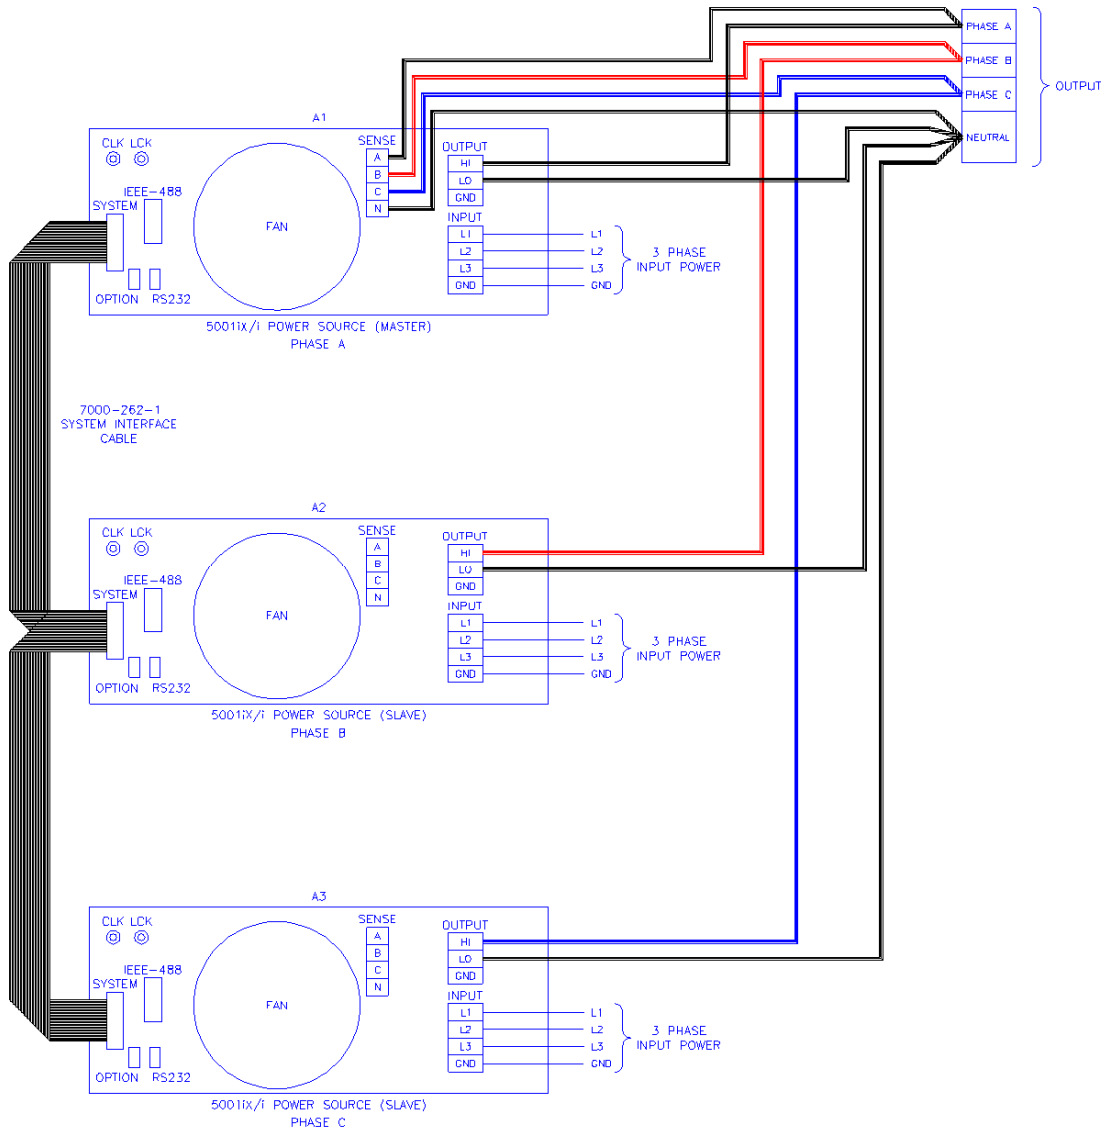 PHASE A
PHASE B
PHASE C
NEUTRAL
OUTPUT
A1
CLK LCK
SENSE
A
B
C
N
OUTPUT
HI
LO
GND
IEEE-488
SYSTEM
FAN
INPUT
L1 L1
L2 L2
L3 L3
GND GND
3 PHASE
INPUT POWER
OPTION RS232
5001iX/i POWER SOURCE (MASTER)
PHASE A
7000-262-1
SYSTEM INTERFACE
CABLE
A2
CLK LCK
SENSE
A
B
C
N
OUTPUT
HI
LO
GND
IEEE-488
SYSTEM
FAN
INPUT
L1 L1
L2 L2
L3 L3
GND GND
3 PHASE
INPUT POWER
OPTION RS232
5001iX/i POWER SOURCE (SLAVE)
PHASE B
A3
CLK LCK
SENSE
A
B
C
N
OUTPUT
HI
LO
GND
IEEE-488
SYSTEM
FAN
INPUT
L1 L1
L2 L2
L3 L3
GND GND
3 PHASE
INPUT POWER
OPTION RS232
5001iX/i POWER SOURCE (SLAVE)
PHASE C